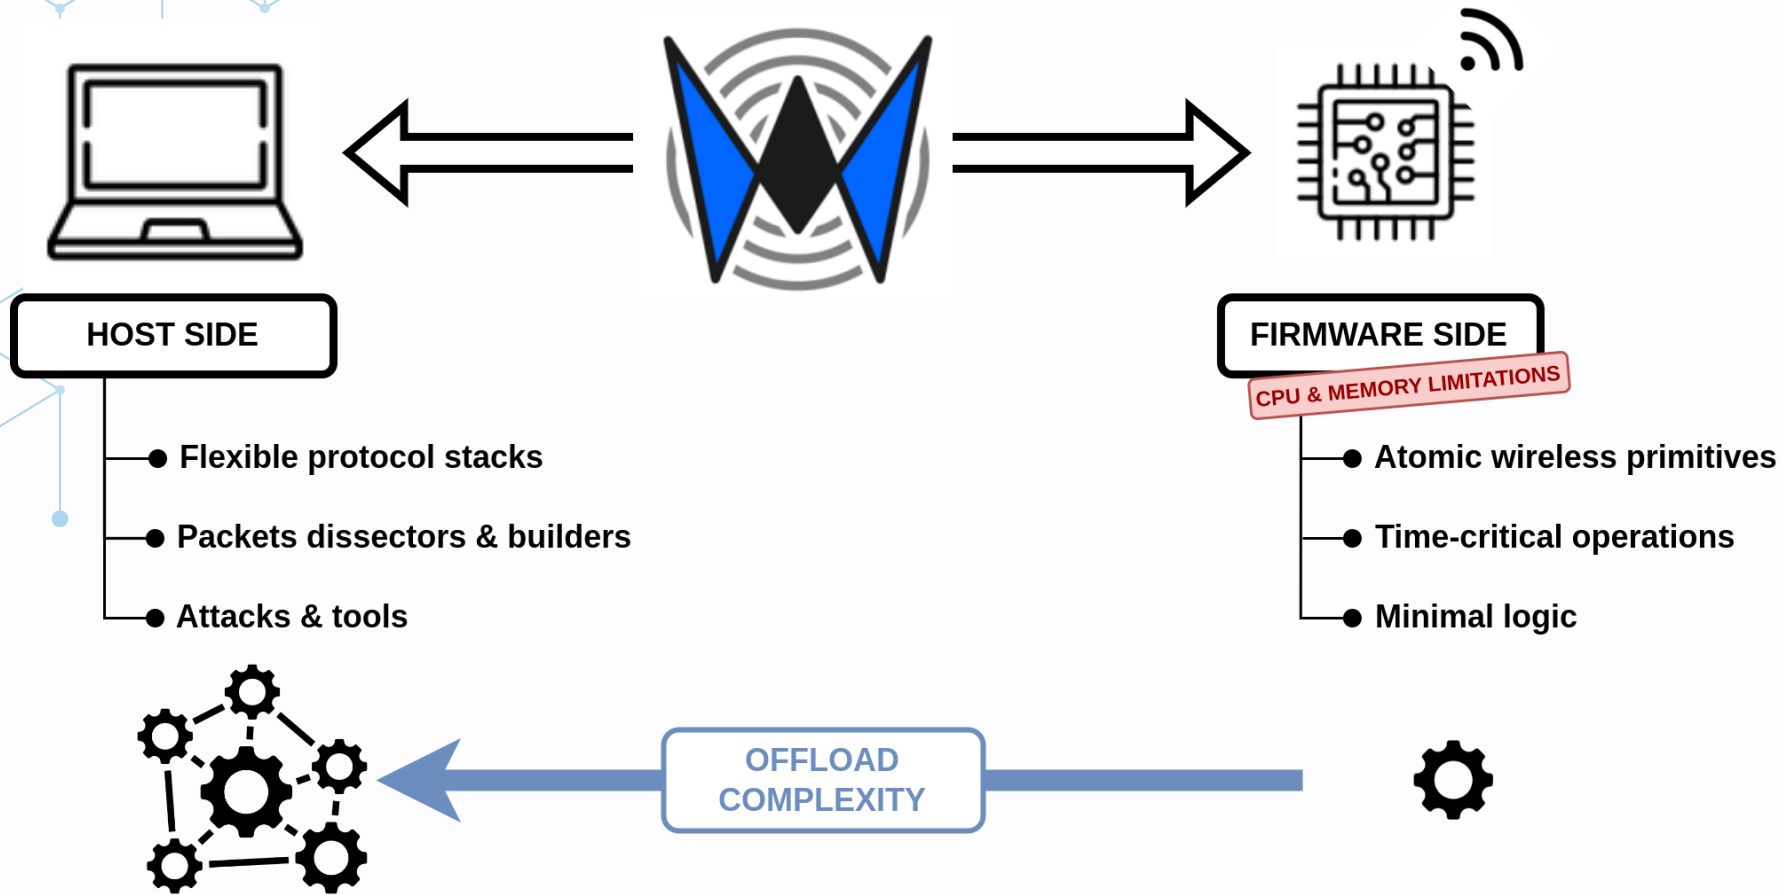 HOST SIDE
Flexible protocol stacks
Packets dissectors & builders
Attacks & tools
FIRMWARE SIDE
CPU & MEMORY LIMITATIONS
Atomic wireless primitives
Time-critical operations
Minimal logic
OFFLOAD
COMPLEXITY